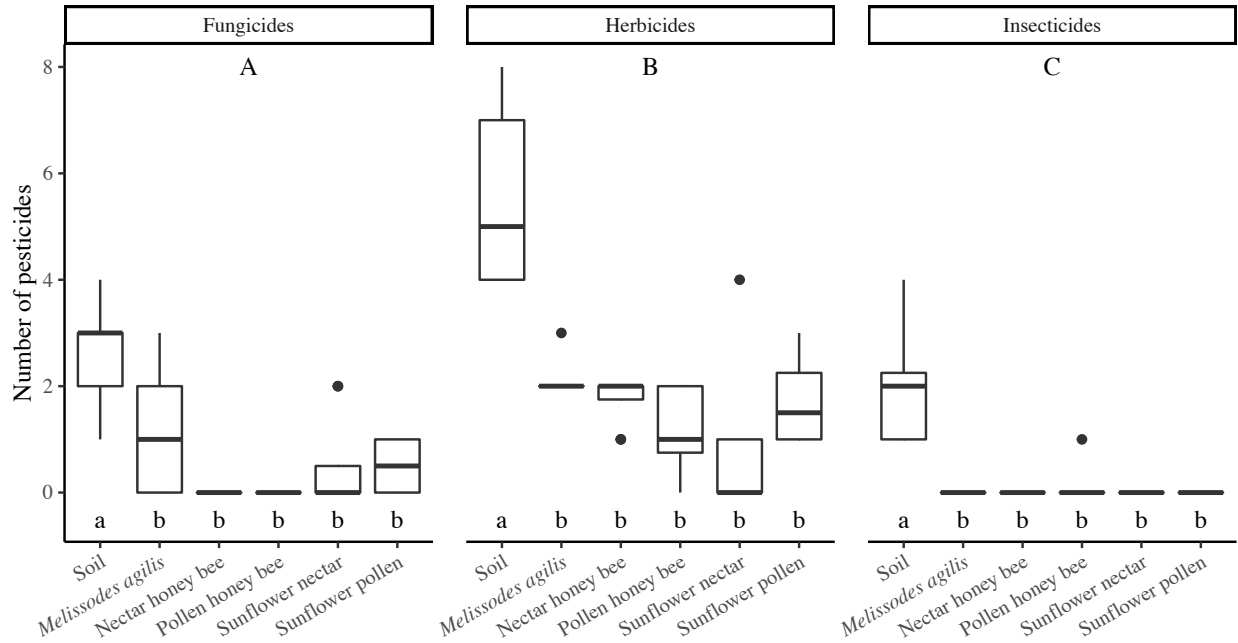 Fungicides
Herbicides
Insecticides
A
B
C
Number of pesticides
8
6
4
2
0
a
b
b
b
b
b
a
b
b
b
b
b
a
b
b
b
b
b
Soil
Melissodes agilis
Nectar honey bee
Pollen honey bee
Sunflower nectar
Sunflower pollen
Soil
Melissodes agilis
Nectar honey bee
Pollen honey bee
Sunflower nectar
Sunflower pollen
Soil
Melissodes agilis
Nectar honey bee
Pollen honey bee
Sunflower nectar
Sunflower pollen